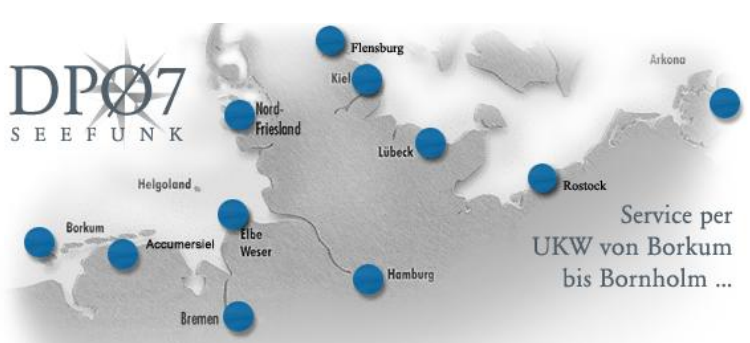 DPØ7
SEEFUNK
Flensburg
Kiel
Arkona
Nord-
Friesland
Lübeck
Helgoland
Rostock
Borkum
Accumersiel
Elbe
Weser
Hamburg
Bremen
Service per
UKW von Borkum
bis Bornholm ...